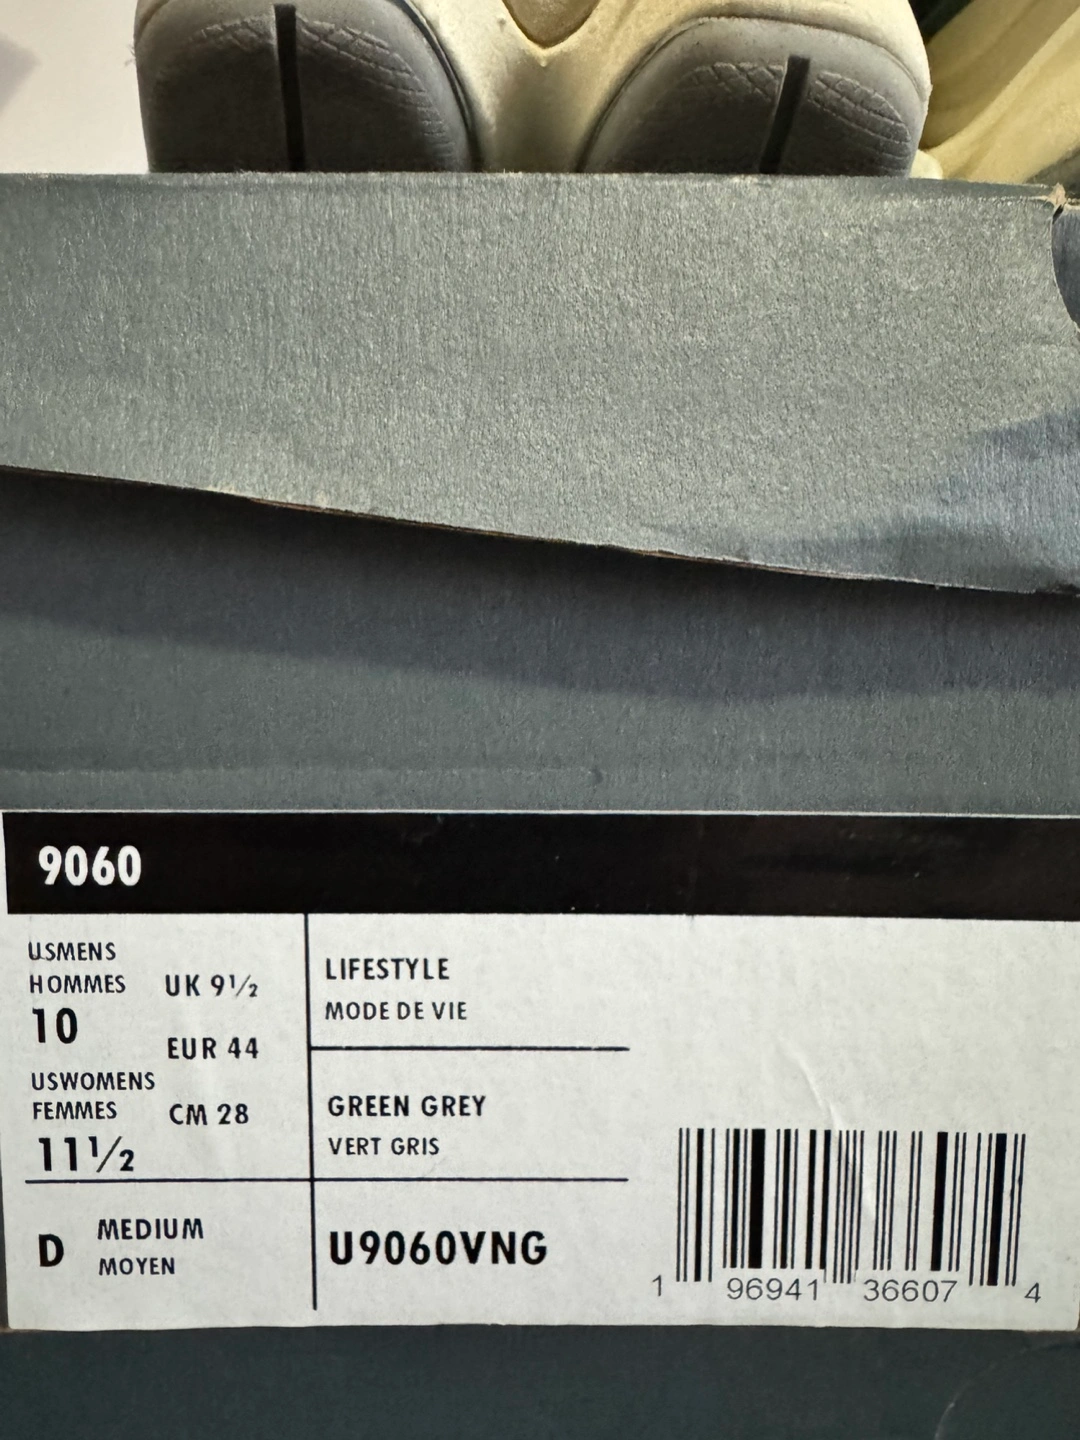 9060
USMENS
HOMMES
10
UK 9½
EUR 44
USWOMENS
FEMMES
11½
CM 28
D
MEDIUM
MOYEN
LIFESTYLE
MODE DE VIE
GREEN GREY
VERT GRIS
U9060VNG
1 96941 36607 4